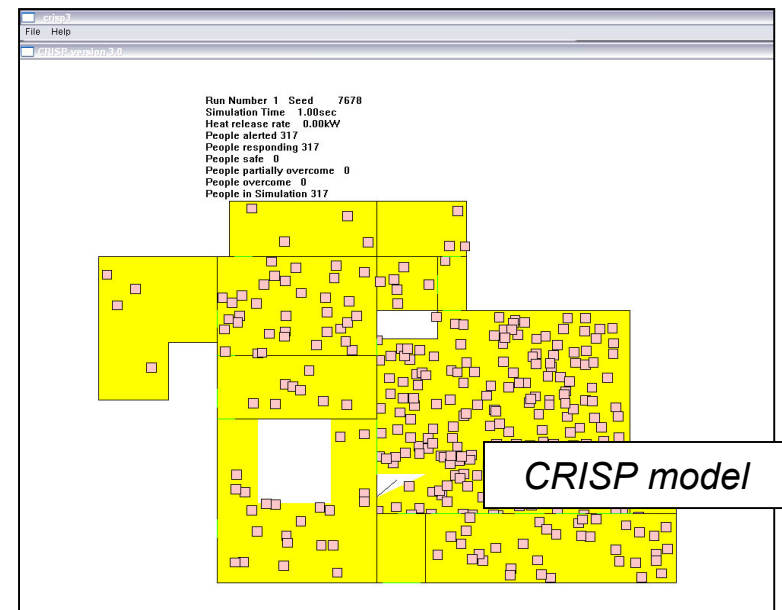 crisp3
File Help
CRISP version 3.0
Run Number 1 Seed 7678
Simulation Time 1.00sec
Heat release rate 0.00kW
People alerted 317
People responding 317
People safe 0
People partially overcome 0
People overcome 0
People in Simulation 317
CRISP model